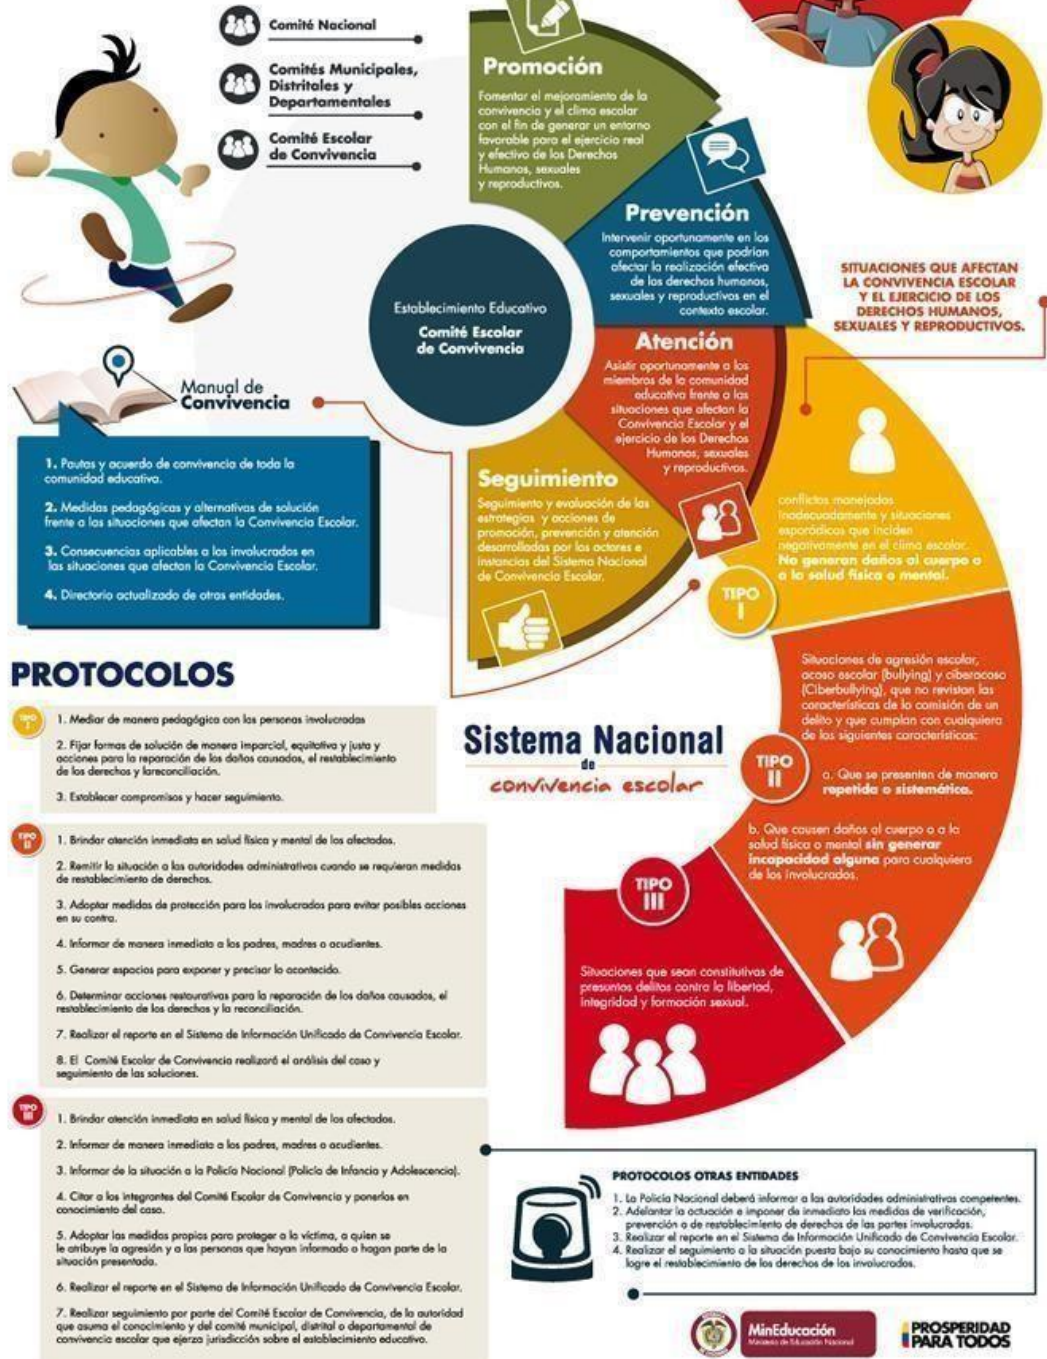 Comité Nacional
Comités Municipales,
Distritales y
Departamentales
Comité Escolar
de Convivencia
Promoción
Fomentar el mejoramiento de la
convivencia y el clima escolar
con el fin de generar un entorno
favorable para el ejercicio real
y efectivo de los Derechos
Humanos, sexuales
y reproductivos.
Prevención
Intervenir oportunamente en los
comportamientos que podrían
afectar la realización efectiva
de los derechos humanos,
sexuales y reproductivos en el
contexto escolar.
Establecimiento Educativo
Comité Escolar
de Convivencia
Atención
Asistir oportunamente a los
miembros de la comunidad
educativa frente a las
situaciones que afectan la
Convivencia Escolar y el
ejercicio de los Derechos
Humanos, sexuales
y reproductivos.
Seguimiento
Seguimiento y evaluación de las
estrategias y acciones de
promoción, prevención y atención
desarrolladas por los actores e
instancias del Sistema Nacional
de Convivencia Escolar.
SITUACIONES QUE AFECTAN
LA CONVIVENCIA ESCOLAR
Y EL EJERCICIO DE LOS
DERECHOS HUMANOS,
SEXUALES Y REPRODUCTIVOS.
Manual de
Convivencia
1. Pautas y acuerdo de convivencia de toda la
comunidad educativa.
2. Medidas pedagógicas y alternativas de solución
frente a las situaciones que afectan la Convivencia Escolar.
3. Consecuencias aplicables a los involucrados en
las situaciones que afectan la Convivencia Escolar.
4. Directorio actualizado de otras entidades.
TIPO
I
conflictos manejados
inadecuadamente y situaciones
esporádicas que inciden
negativamente en el clima escolar.
No generan daños al cuerpo o
a la salud física o mental.
TIPO
II
Situaciones de agresión escolar,
acoso escolar (bullying) y ciberacoso
(Ciberbullying), que no revistan las
características de la comisión de un
delito y que cumplan con cualquiera
de las siguientes características:
a. Que se presenten de manera
repetida o sistemática.
b. Que causen daños al cuerpo o a la
salud física o mental sin generar
incapacidad alguna para cualquiera
de los involucrados.
TIPO
III
Situaciones que sean constitutivas de
presuntos delitos contra la libertad,
integridad y formación sexual.
Sistema Nacional
de
convivencia escolar
PROTOCOLOS
TIPO
I
1. Mediar de manera pedagógica con las personas involucradas
2. Fijar formas de solución de manera imparcial, equitativa y justa y
acciones para la reparación de los daños causados, el restablecimiento
de los derechos y lareconciliación.
3. Establecer compromisos y hacer seguimiento.
TIPO
II
1. Brindar atención inmediata en salud física y mental de los afectados.
2. Remitir la situación a las autoridades administrativas cuando se requieran medidas
de restablecimiento de derechos.
3. Adoptar medidas de protección para los involucrados para evitar posibles acciones
en su contra.
4. Informar de manera inmediata a los padres, madres o acudientes.
5. Generar espacios para exponer y precisar lo acontecido.
6. Determinar acciones restaurativas para la reparación de los daños causados, el
restablecimiento de los derechos y la reconciliación.
7. Realizar el reporte en el Sistema de Información Unificado de Convivencia Escolar.
8. El Comité Escolar de Convivencia realizará el análisis del caso y
seguimiento de las soluciones.
TIPO
III
1. Brindar atención inmediata en salud física y mental de los afectados.
2. Informar de manera inmediata a los padres, madres o acudientes.
3. Informar de la situación a la Policía Nacional (Policía de Infancia y Adolescencia).
4. Citar a los integrantes del Comité Escolar de Convivencia y ponerlos en
conocimiento del caso.
5. Adoptar las medidas propias para proteger a la víctima, a quien se
le atribuye la agresión y a las personas que hayan informado o hagan parte de la
situación presentada.
6. Realizar el reporte en el Sistema de Información Unificado de Convivencia Escolar.
7. Realizar seguimiento por parte del Comité Escolar de Convivencia, de la autoridad
que asuma el conocimiento y del comité municipal, distrital o departamental de
convivencia escolar que ejerza jurisdicción sobre el establecimiento educativo.
PROTOCOLOS OTRAS ENTIDADES
1. La Policía Nacional deberá informar a las autoridades administrativas competentes.
2. Adelantar la actuación e imponer de inmediato las medidas de verificación,
prevención o de restablecimiento de derechos de las partes involucradas.
3. Realizar el reporte en el Sistema de Información Unificado de Convivencia Escolar.
4. Realizar el seguimiento a la situación puesta bajo su conocimiento hasta que se
logre el restablecimiento de los derechos de los involucrados.
MinEducación
Ministerio de Educación Nacional
PROSPERIDAD
PARA TODOS